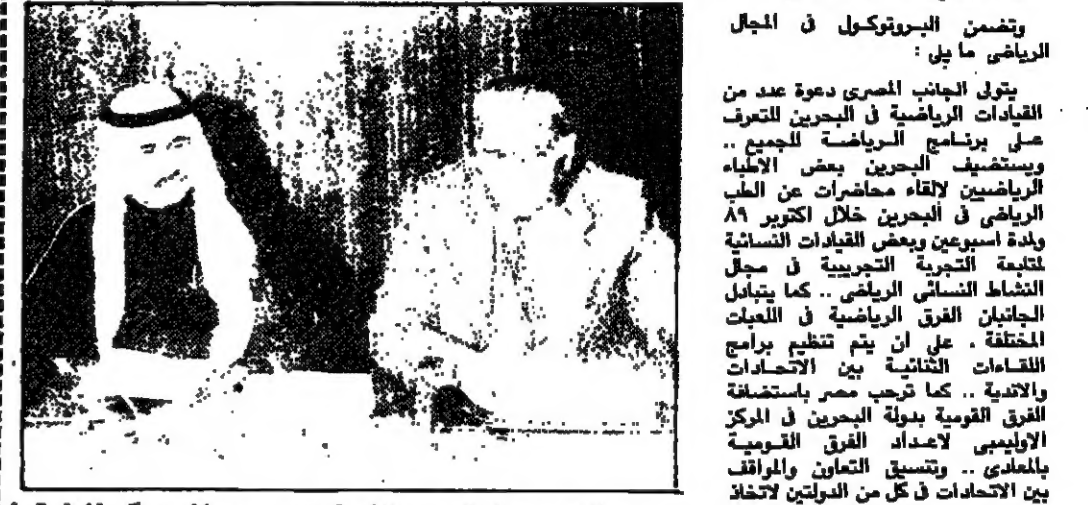 وتضمن البروتوكول فى المجال
الرياضى ما يلى :
يتولى الجانب المصرى دعوة عدد من
القيادات الرياضية فى البحرين للتعرف
على برنامج الرياضة للجميع ..
ويستضيف البحرين بعض الاطباء
الرياضيين لالقاء محاضرات عن الطب
الرياضى فى البحرين خلال اكتوبر ٨٩
ولمدة اسبوعين وبعض القيادات النسائية
لمتابعة التجربة التجريبية فى مجال
النشاط النسائى الرياضى .. كما يتبادل
الجانبان الفرق الرياضية فى اللعبات
المختلفة . على ان يتم تنظيم برامج
اللقاءات الثنائية بين الاتحادات
والاندية .. كما ترحب مصر باستضافة
الفرق القومية بدولة البحرين فى المركز
الاوليمبى لاعداد الفرق القومية
بالمعادى .. وتنسيق التعاون والمواقف
بين الاتحادات فى كل من الدولتين لاتخاذ